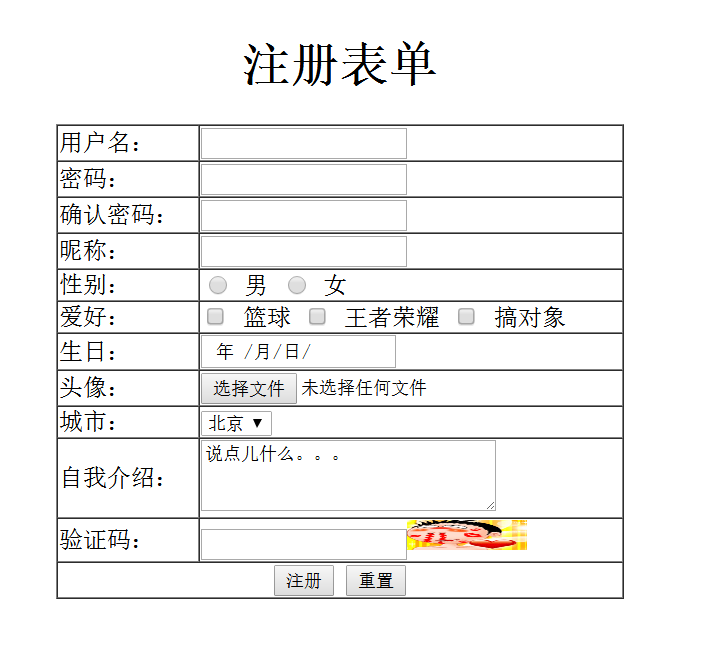 注册表单
用户名：
密码：
确认密码：
昵称：
性别： 男 女
爱好： 篮球 王者荣耀 搞对象
生日： 年 /月/日/
头像： 选择文件 未选择任何文件
城市： 北京 ▼
自我介绍： 说点儿什么。。。
验证码：
注册 重置